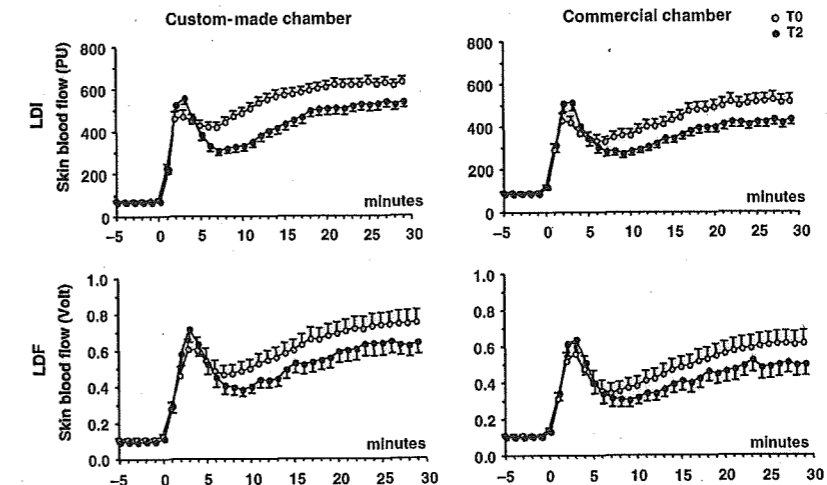 Custom-made chamber
Commercial chamber
T0
T2
LDI
Skin blood flow (PU)
800
600
400
200
0
minutes
–5 0 5 10 15 20 25 30
800
600
400
200
0
minutes
–5 0 5 10 15 20 25 30
LDF
Skin blood flow (Volt)
1.0
0.8
0.6
0.4
0.2
0.0
minutes
–5 0 5 10 15 20 25 30
1.0
0.8
0.6
0.4
0.2
0.0
minutes
–5 0 5 10 15 20 25 30